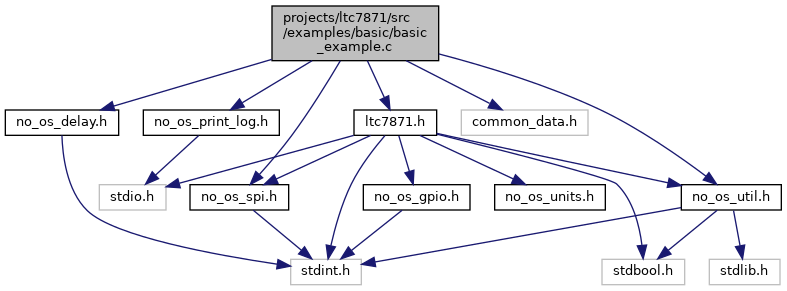 projects/ltc7871/src
/examples/basic/basic
_example.c
no_os_delay.h
no_os_print_log.h
ltc7871.h
common_data.h
stdio.h
no_os_spi.h
no_os_gpio.h
no_os_units.h
no_os_util.h
stdint.h
stdbool.h
stdlib.h